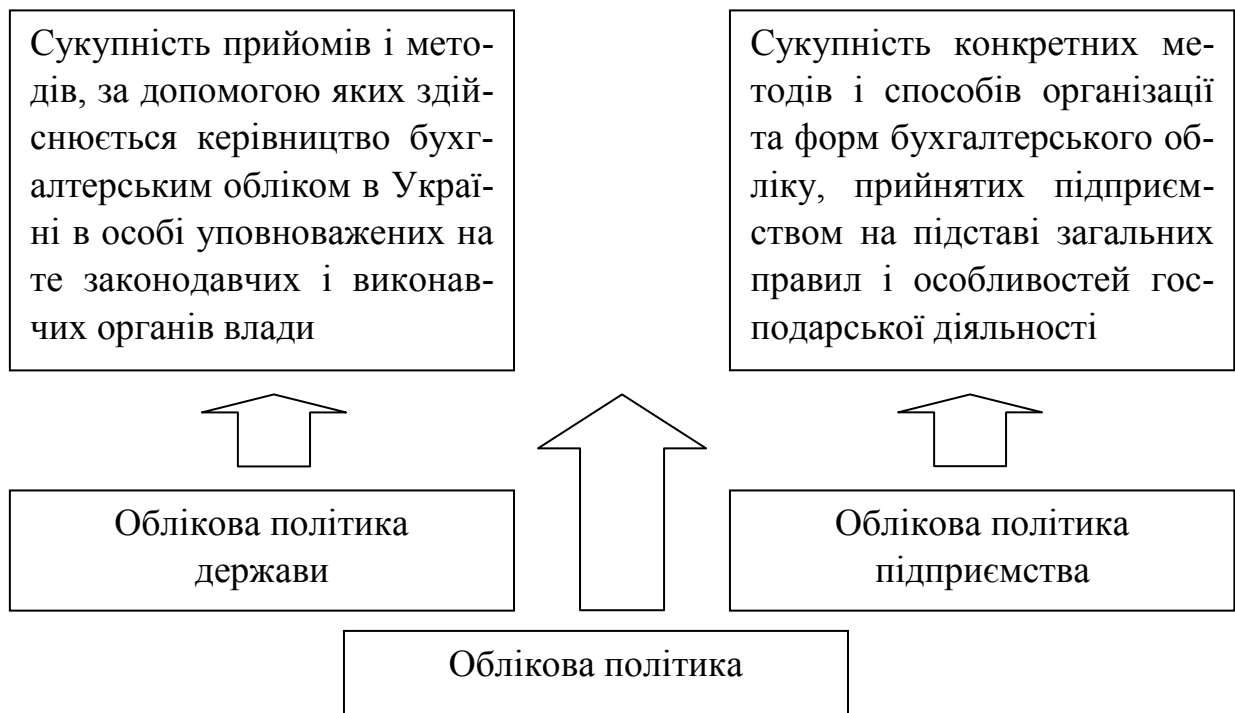 Сукупність прийомів і мето-
дів, за допомогою яких здій-
снюється керівництво бухг-
алтерським обліком в Украї-
ні в особі уповноважених на
те законодавчих і виконав-
чих органів влади
Сукупність конкретних ме-
тодів і способів організації
та форм бухгалтерського об-
ліку, прийнятих підприєм-
ством на підставі загальних
правил і особливостей гос-
подарської діяльності
Облікова політика
держави
Облікова політика
підприємства
Облікова політика